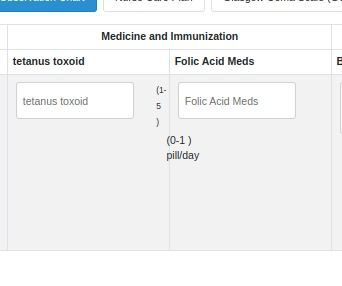 Medicine and Immunization
tetanus toxoid
Folic Acid Meds
tetanus toxoid
(1-
5
)
Folic Acid Meds
(0-1 )
pill/day